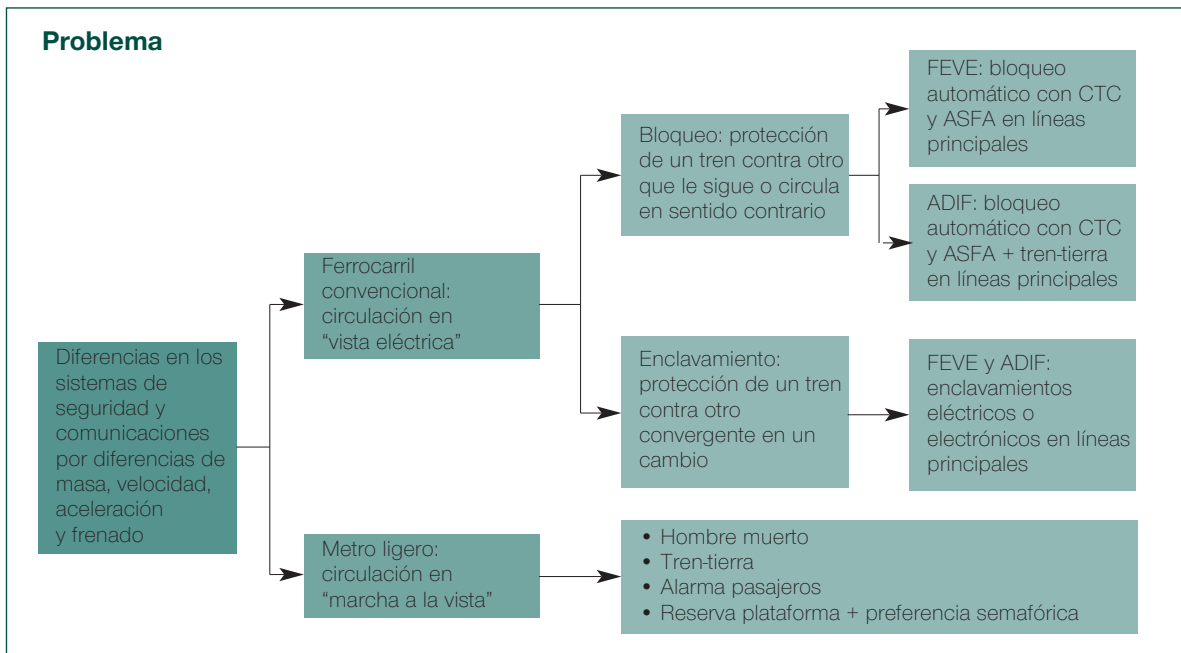 Problema
Diferencias en los
sistemas de
seguridad y
comunicaciones
por diferencias de
masa, velocidad,
aceleración
y frenado
Ferrocarril
convencional:
circulación en
“vista eléctrica”
Bloqueo: protección
de un tren contra otro
que le sigue o circula
en sentido contrario
FEVE: bloqueo
automático con CTC
y ASFA en líneas
principales
ADIF: bloqueo
automático con CTC
y ASFA + tren-tierra
en líneas principales
Enclavamiento:
protección de un tren
contra otro
convergente en un
cambio
FEVE y ADIF:
enclavamientos
eléctricos o
electrónicos en líneas
principales
Metro ligero:
circulación en
“marcha a la vista”
• Hombre muerto
• Tren-tierra
• Alarma pasajeros
• Reserva plataforma + preferencia semafórica